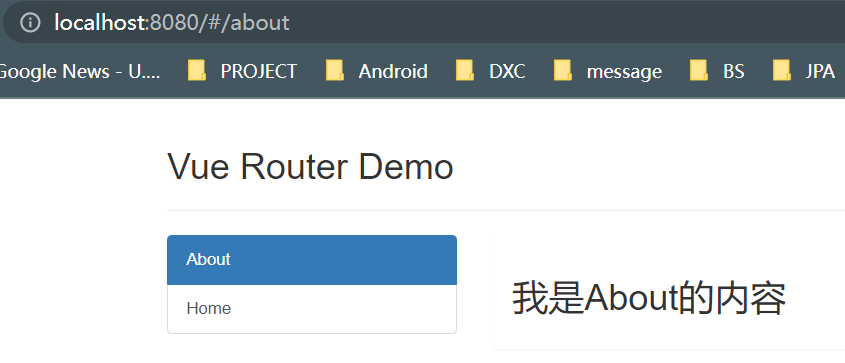 localhost:8080/#/about
Google News - U.... PROJECT Android DXC message BS JPA
Vue Router Demo
About
Home
我是About的内容